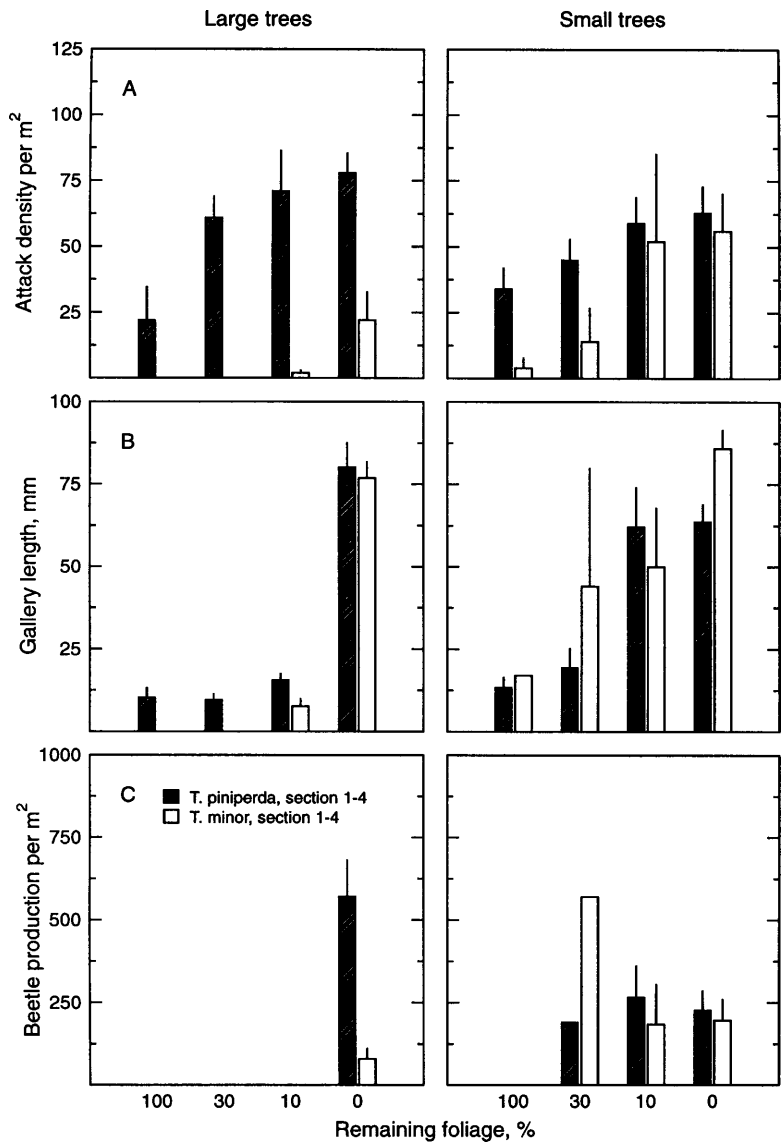 Large trees
Small trees
A
Attack density per m²
125
100
75
50
25
B
Gallery length, mm
100
75
50
25
C
Beetle production per m²
1000
750
500
250
T. piniperda, section 1-4
T. minor, section 1-4
100 30 10 0
100 30 10 0
Remaining foliage, %